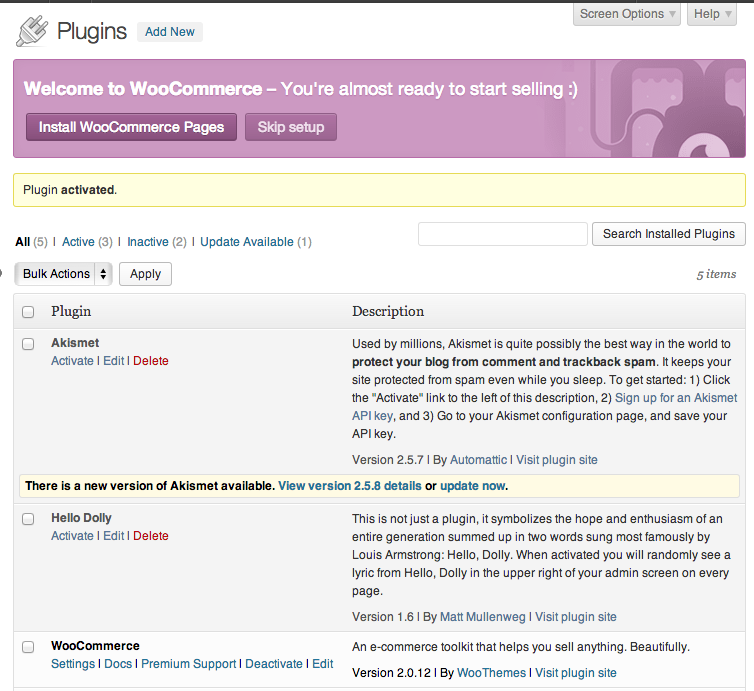 Screen Options ▼ Help ▼
Plugins Add New
Welcome to WooCommerce – You're almost ready to start selling :)
Install WooCommerce Pages Skip setup
Plugin activated.
All (5) | Active (3) | Inactive (2) | Update Available (1)
Search Installed Plugins
Bulk Actions Apply 5 items
Plugin Description
Akismet
Activate | Edit | Delete
Used by millions, Akismet is quite possibly the best way in the world to
protect your blog from comment and trackback spam. It keeps your
site protected from spam even while you sleep. To get started: 1) Click
the "Activate" link to the left of this description, 2) Sign up for an Akismet
API key, and 3) Go to your Akismet configuration page, and save your
API key.
Version 2.5.7 | By Automattic | Visit plugin site
There is a new version of Akismet available. View version 2.5.8 details or update now.
Hello Dolly
Activate | Edit | Delete
This is not just a plugin, it symbolizes the hope and enthusiasm of an
entire generation summed up in two words sung most famously by
Louis Armstrong: Hello, Dolly. When activated you will randomly see a
lyric from Hello, Dolly in the upper right of your admin screen on every
page.
Version 1.6 | By Matt Mullenweg | Visit plugin site
WooCommerce
Settings | Docs | Premium Support | Deactivate | Edit
An e-commerce toolkit that helps you sell anything. Beautifully.
Version 2.0.12 | By WooThemes | Visit plugin site